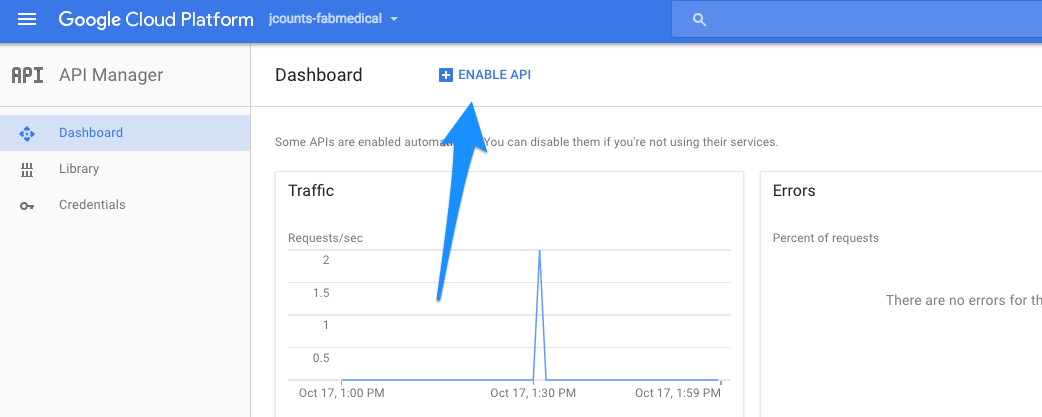 Google Cloud Platform jcounts-fabmedical
API API Manager
Dashboard
Library
Credentials
Dashboard ENABLE API
Some APIs are enabled You can disable them if you're not using their services.
Traffic
Requests/sec
2
1.5
1
0.5
Oct 17, 1:00 PM Oct 17, 1:30 PM Oct 17, 1:59 PM
Errors
Percent of requests
There are no errors for